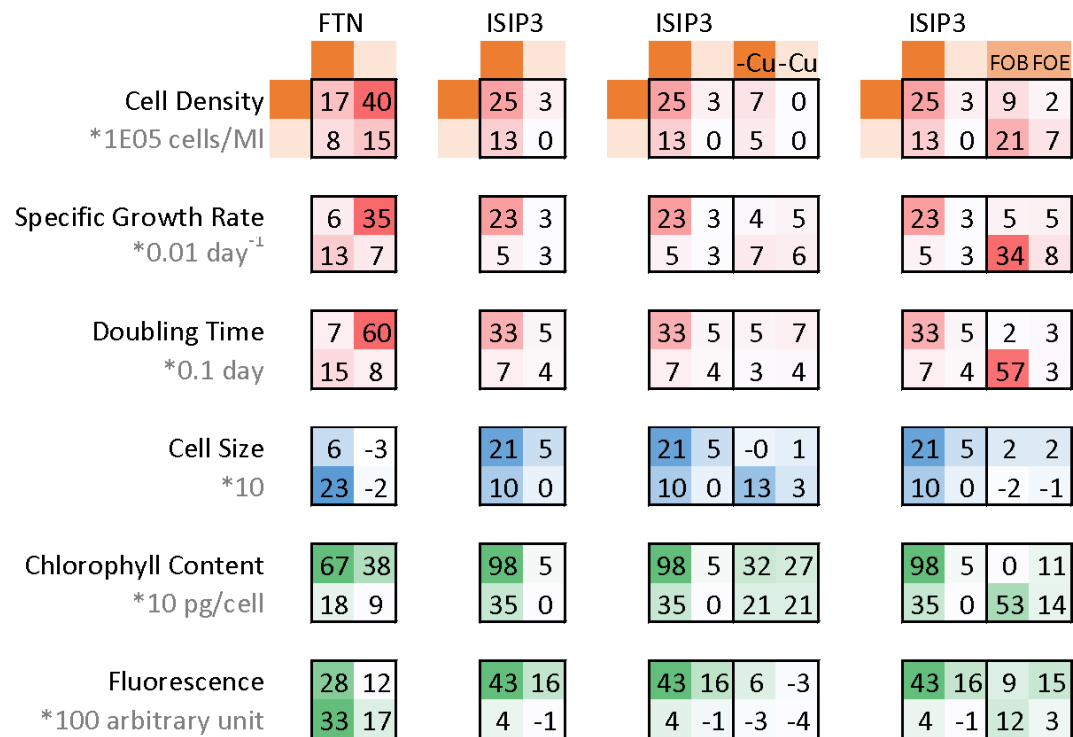 FTN ISIP3 ISIP3 ISIP3
-Cu -Cu FOB FOE
Cell Density 17 40 25 3 25 3 7 0 25 3 9 2
*1E05 cells/Ml 8 15 13 0 13 0 5 0 13 0 21 7
Specific Growth Rate 6 35 23 3 23 3 4 5 23 3 5 5
*0.01 day⁻¹ 13 7 5 3 5 3 7 6 5 3 34 8
Doubling Time 7 60 33 5 33 5 5 7 33 5 2 3
*0.1 day 15 8 7 4 7 4 3 4 7 4 57 3
Cell Size 6 -3 21 5 21 5 -0 1 21 5 2 2
*10 23 -2 10 0 10 0 13 3 10 0 -2 -1
Chlorophyll Content 67 38 98 5 98 5 32 27 98 5 0 11
*10 pg/cell 18 9 35 0 35 0 21 21 35 0 53 14
Fluorescence 28 12 43 16 43 16 6 -3 43 16 9 15
*100 arbitrary unit 33 17 4 -1 4 -1 -3 -4 4 -1 12 3